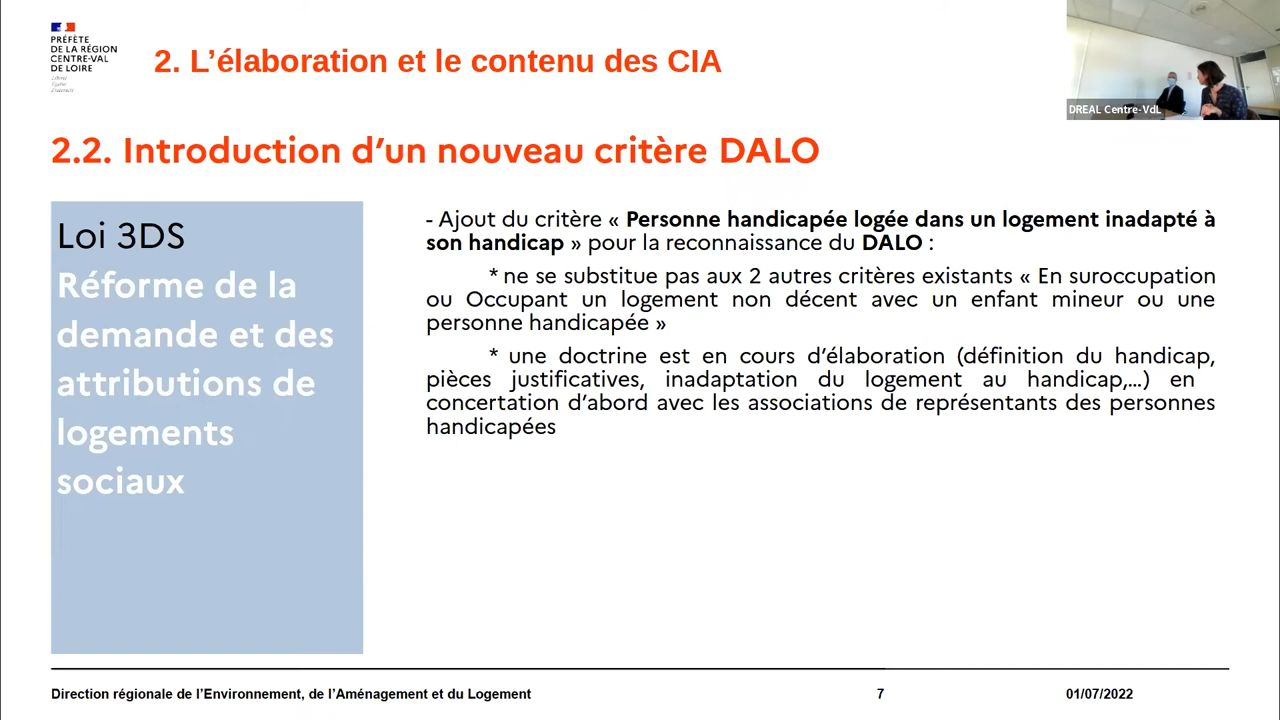 PRÉFÈTE
DE LA RÉGION
CENTRE-VAL
DE LOIRE
Liberté
Égalité
Fraternité
2. L’élaboration et le contenu des CIA
DREAL Centre-VdL
2.2. Introduction d’un nouveau critère DALO
Loi 3DS
Réforme de la
demande et des
attributions de
logements
sociaux
- Ajout du critère « Personne handicapée logée dans un logement inadapté à
son handicap » pour la reconnaissance du DALO :
* ne se substitue pas aux 2 autres critères existants « En suroccupation
ou Occupant un logement non décent avec un enfant mineur ou une
personne handicapée »
* une doctrine est en cours d’élaboration (définition du handicap,
pièces justificatives, inadaptation du logement au handicap,…) en
concertation d’abord avec les associations de représentants des personnes
handicapées
Direction régionale de l’Environnement, de l’Aménagement et du Logement
7
01/07/2022